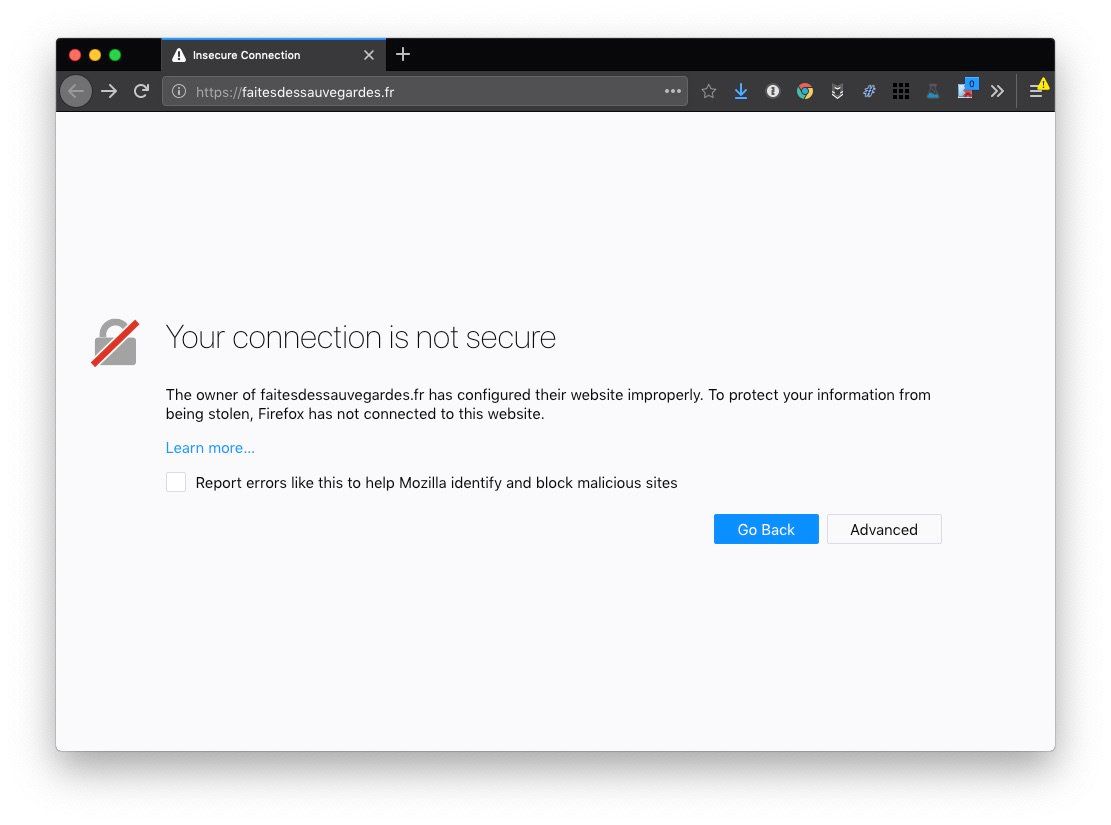 Insecure Connection
https://faitesdessauvegardes.fr
0
Your connection is not secure
The owner of faitesdessauvegardes.fr has configured their website improperly. To protect your information from
being stolen, Firefox has not connected to this website.
Learn more...
Report errors like this to help Mozilla identify and block malicious sites
Go Back Advanced